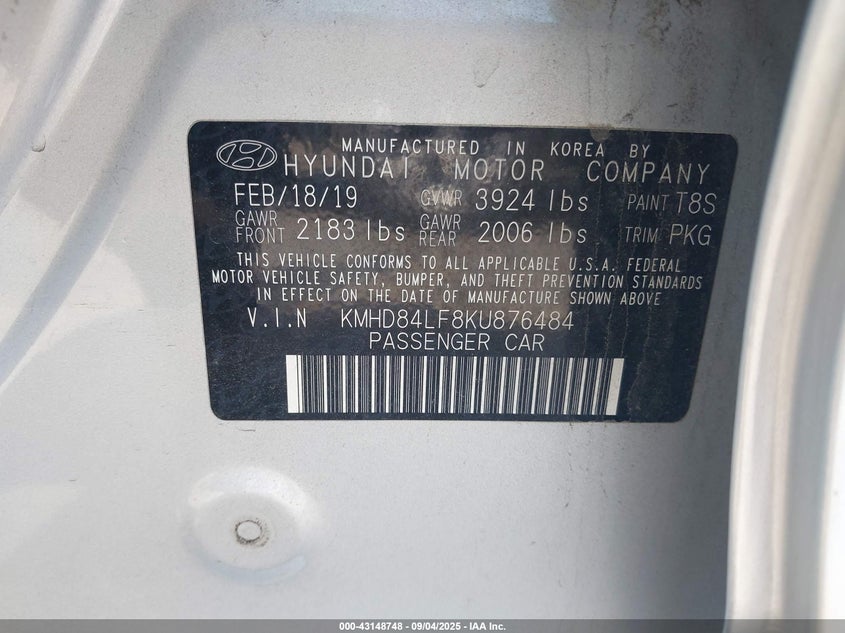 MANUFACTURED IN KOREA BY
HYUNDAI MOTOR COMPANY
FEB/18/19 GVWR 3924 lbs PAINT T8S
GAWR FRONT 2183 lbs GAWR REAR 2006 lbs TRIM PKG
THIS VEHICLE CONFORMS TO ALL APPLICABLE U.S.A. FEDERAL
MOTOR VEHICLE SAFETY, BUMPER, AND THEFT PREVENTION STANDARDS
IN EFFECT ON THE DATE OF MANUFACTURE SHOWN ABOVE
V.I.N KMHD84LF8KU876484
PASSENGER CAR
000-43148748 - 09/04/2025 - IAA Inc.